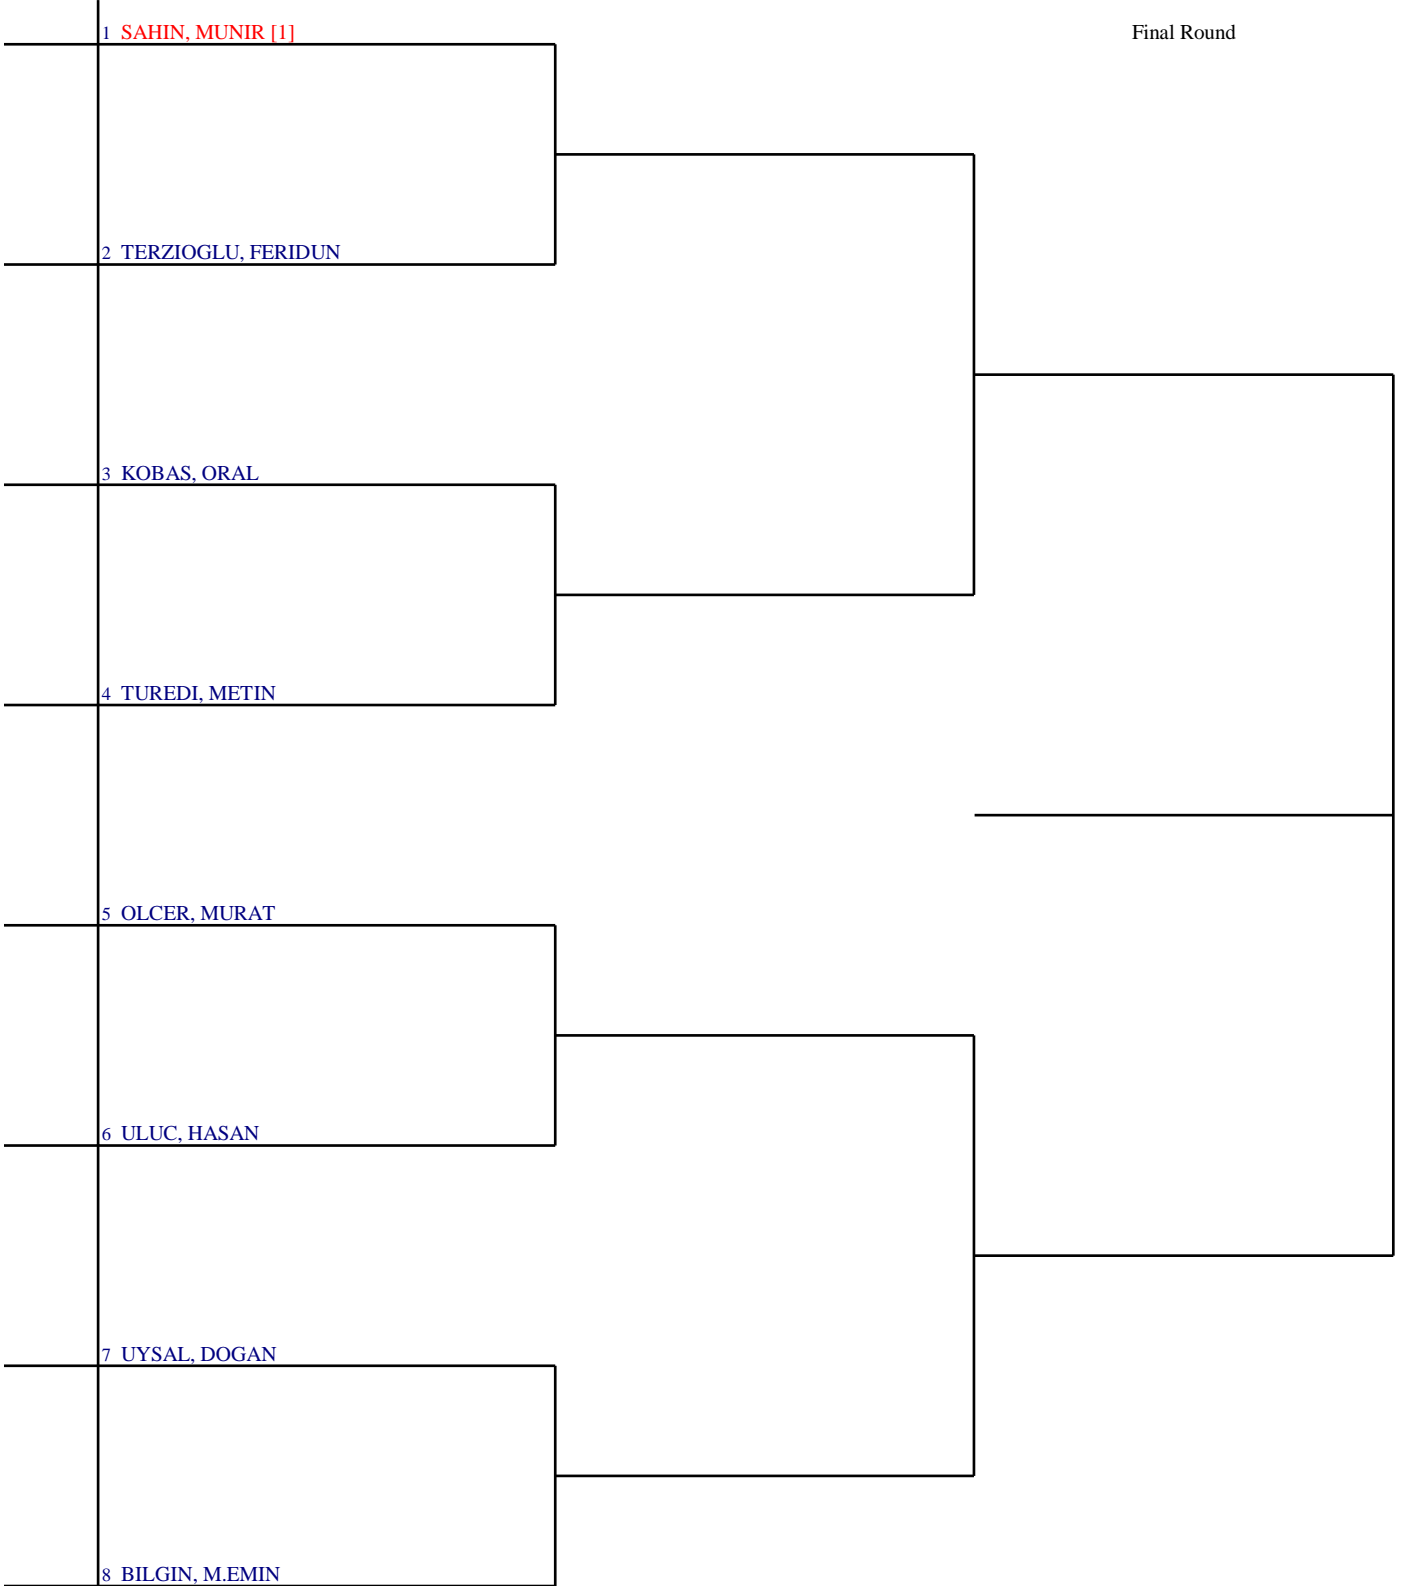 1 SAHIN, MUNIR [1]
Final Round
2 TERZIOGLU, FERIDUN
3 KOBAS, ORAL
4 TUREDI, METIN
5 OLCER, MURAT
6 ULUC, HASAN
7 UYSAL, DOGAN
8 BILGIN, M.EMIN